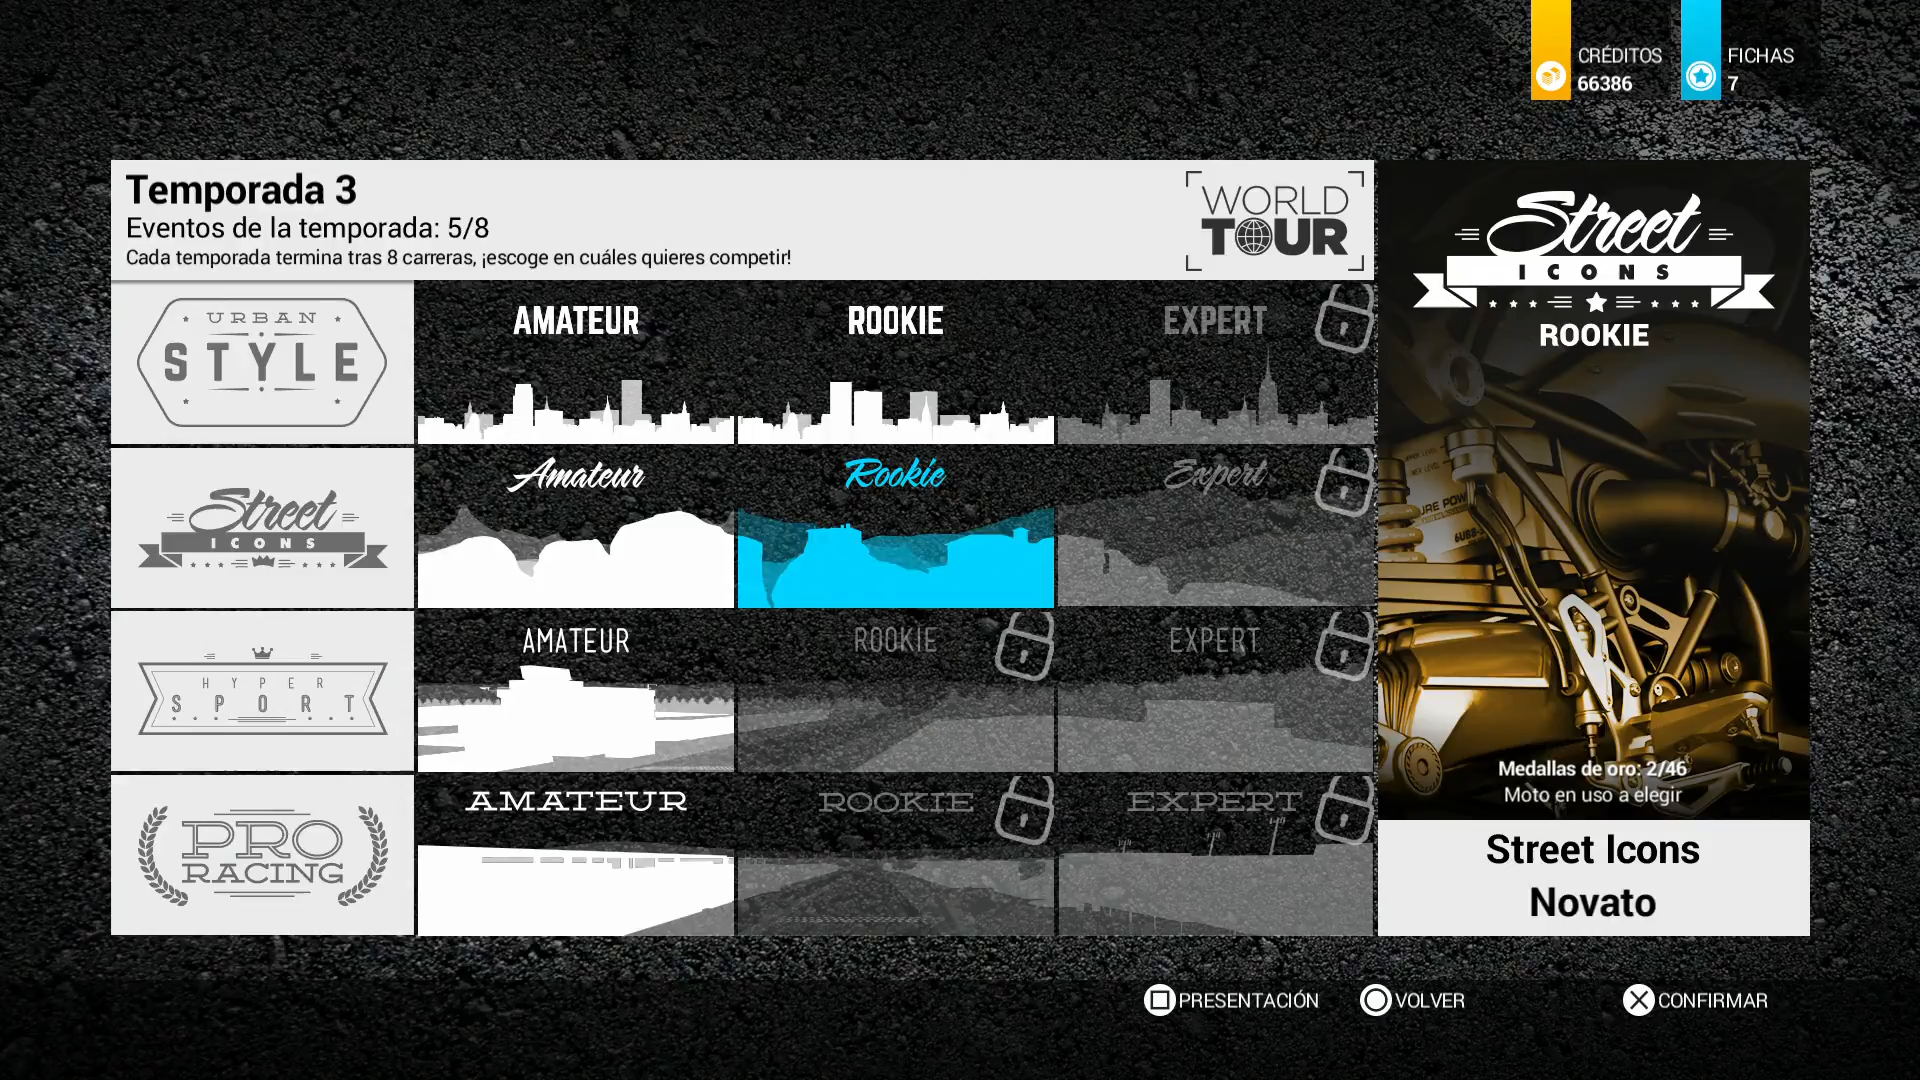 CRÉDITOS
66386
FICHAS
7
Temporada 3
Eventos de la temporada: 5/8
Cada temporada termina tras 8 carreras, ¡escoge en cuáles quieres competir!
WORLD
TOUR
URBAN
STYLE
AMATEUR
ROOKIE
EXPERT
Street
ICONS
Amateur
Rookie
Expert
HYPER
SPORT
AMATEUR
ROOKIE
EXPERT
PRO
RACING
AMATEUR
ROOKIE
EXPERT
Street
ICONS
ROOKIE
Medallas de oro: 2/46
Moto en uso a elegir
Street Icons
Novato
PRESENTACIÓN
VOLVER
CONFIRMAR